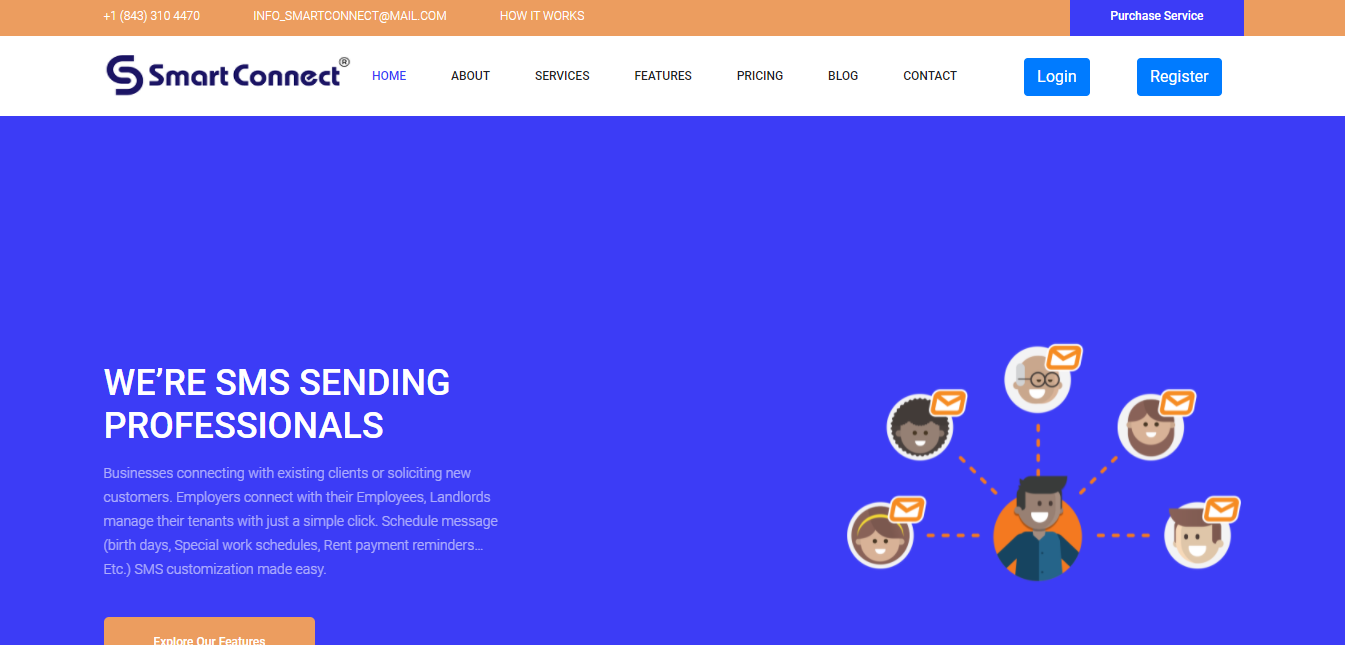 +1 (843) 310 4470 INFO_SMARTCONNECT@MAIL.COM HOW IT WORKS Purchase Service
Smart Connect® HOME ABOUT SERVICES FEATURES PRICING BLOG CONTACT Login Register
WE’RE SMS SENDING
PROFESSIONALS
Businesses connecting with existing clients or soliciting new
customers. Employers connect with their Employees, Landlords
manage their tenants with just a simple click. Schedule message
(birth days, Special work schedules, Rent payment reminders...
Etc.) SMS customization made easy.
Explore Our Features